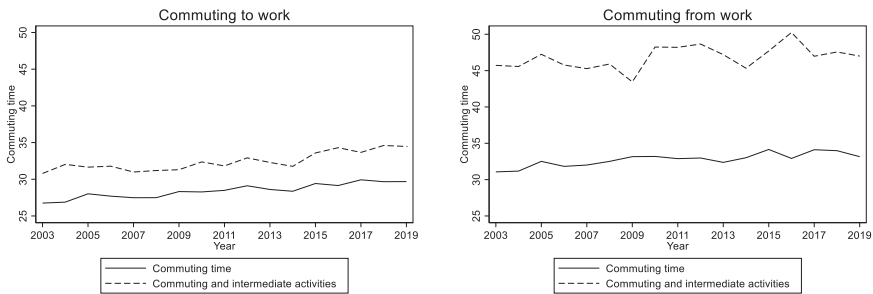 Commuting to work
50
45
40
35
30
25
Commuting time
2003 2005 2007 2009 2011 2013 2015 2017 2019
Year
Commuting time
Commuting and intermediate activities
Commuting from work
50
45
40
35
30
25
Commuting time
2003 2005 2007 2009 2011 2013 2015 2017 2019
Year
Commuting time
Commuting and intermediate activities